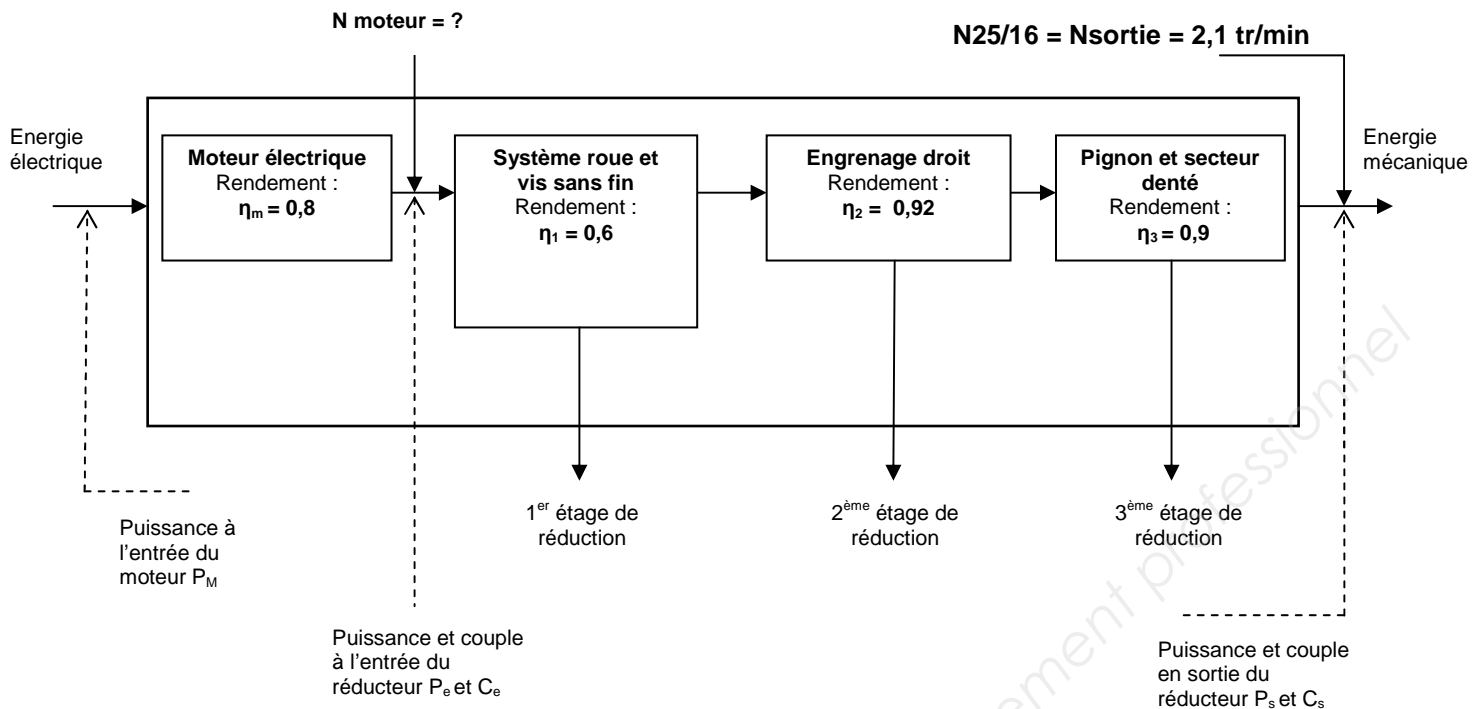 N moteur = ?
N25/16 = Nsortie = 2,1 tr/min
Energie
électrique
Moteur électrique
Rendement :
ηm = 0,8
Système roue et
vis sans fin
Rendement :
η1 = 0,6
Engrenage droit
Rendement :
η2 = 0,92
Pignon et secteur
denté
Rendement :
η3 = 0,9
Energie
mécanique
1er étage de
réduction
2ème étage de
réduction
3ème étage de
réduction
Puissance à
l'entrée du
moteur PM
Puissance et couple
à l'entrée du
réducteur Pe et Ce
Puissance et couple
en sortie du
réducteur Ps et Cs
ement professionnel